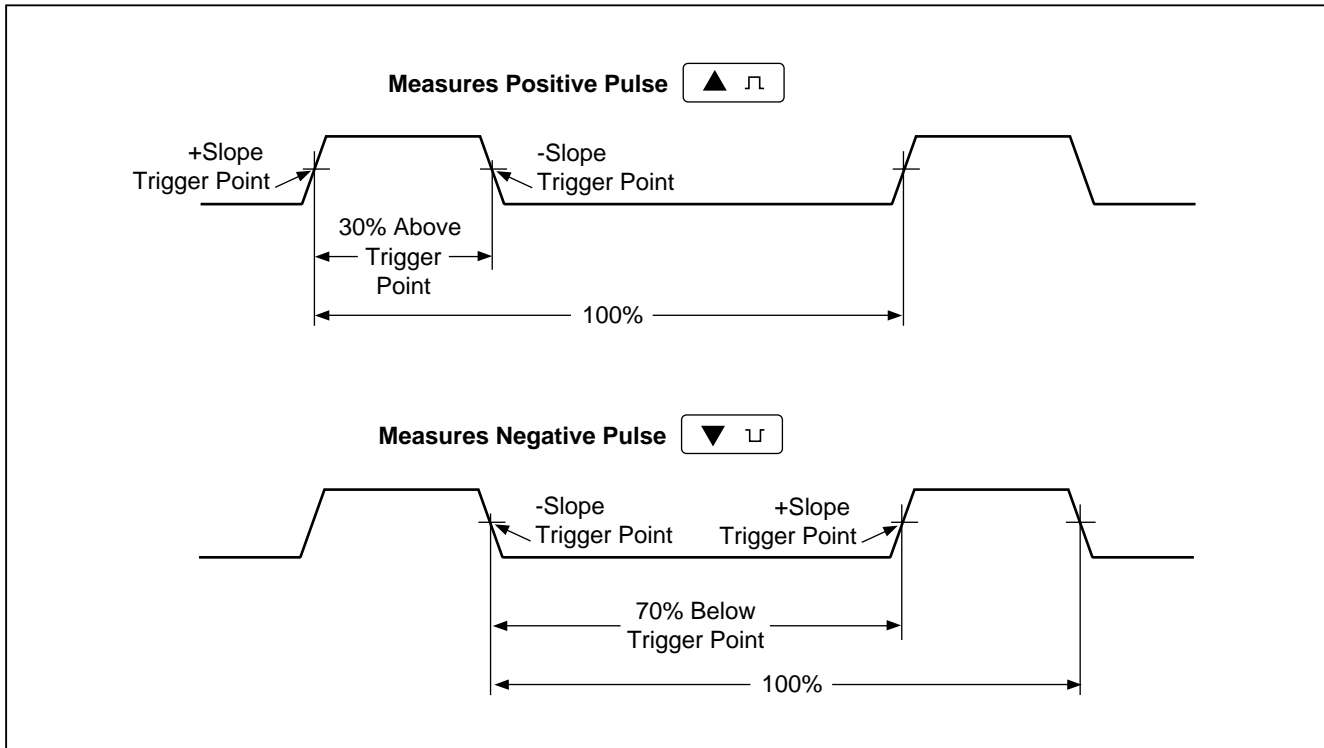 Measures Positive Pulse
+Slope
Trigger Point
-Slope
Trigger Point
30% Above
Trigger
Point
100%
Measures Negative Pulse
-Slope
Trigger Point
+Slope
Trigger Point
70% Below
Trigger Point
100%